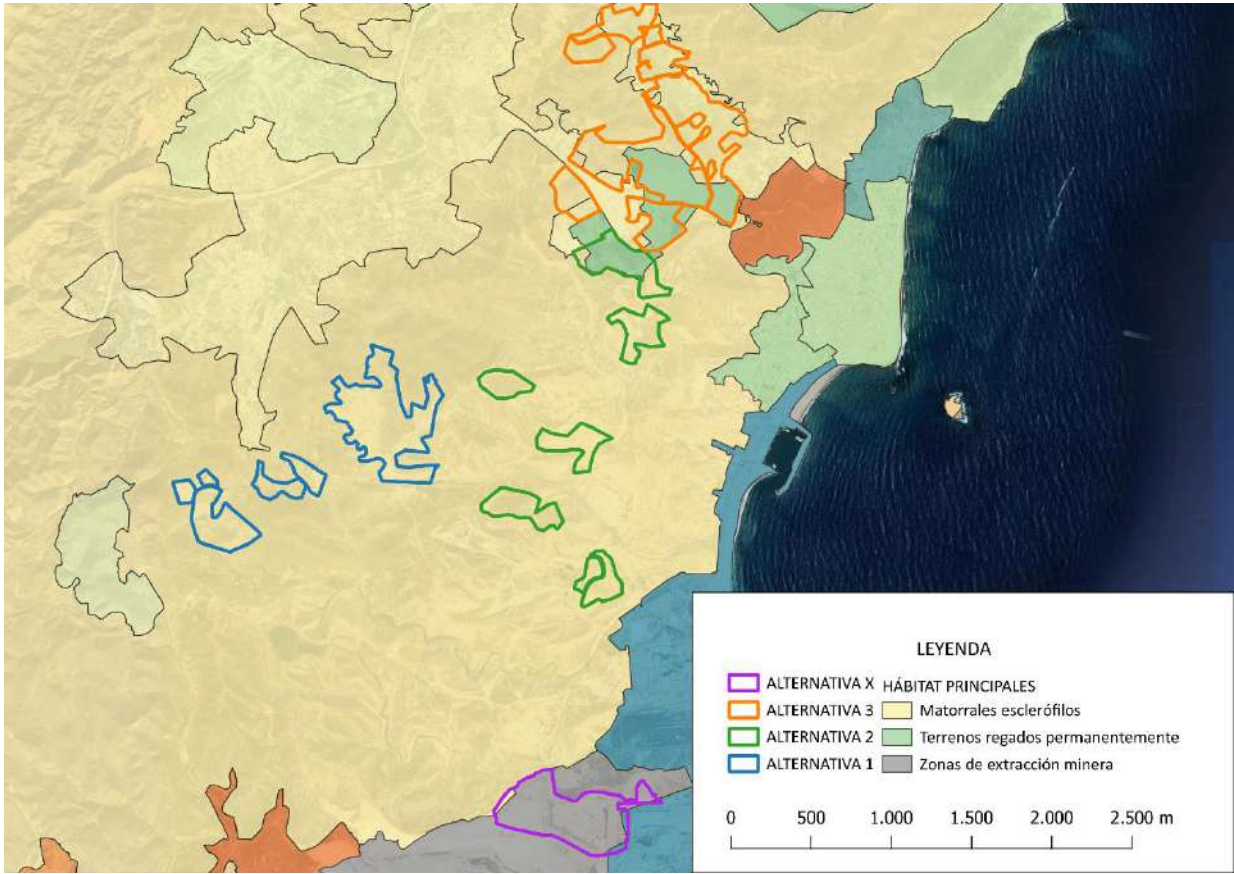 LEYENDA
ALTERNATIVA X
ALTERNATIVA 3
ALTERNATIVA 2
ALTERNATIVA 1
HÁBITAT PRINCIPALES
Matorrales esclerófilos
Terrenos regados permanentemente
Zonas de extracción minera
0 500 1.000 1.500 2.000 2.500 m